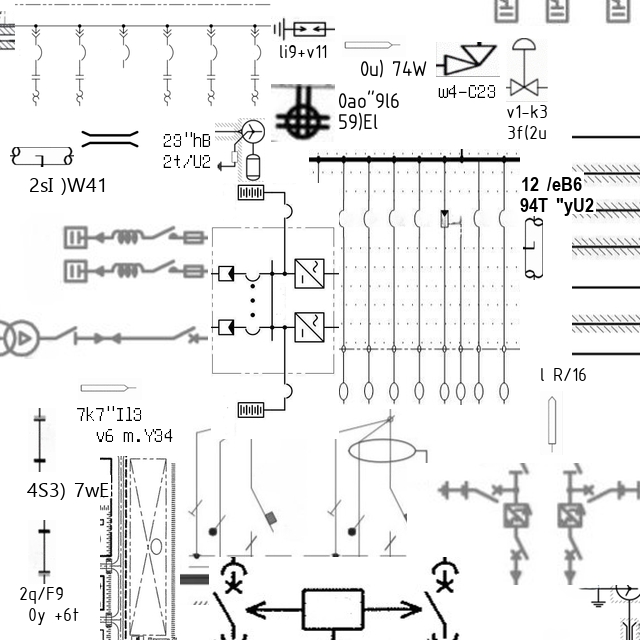 li9+v11
0u) 74W
w4-C23
0ao"9l6
59)El
v1-k3
3f(2u
23"hB
2t/U2
2sI )W41
12 /eB6
94T "yU2
l R/16
7k7"Il3
v6 m.Y34
4S3) 7wE
2q/F9
0y +6t